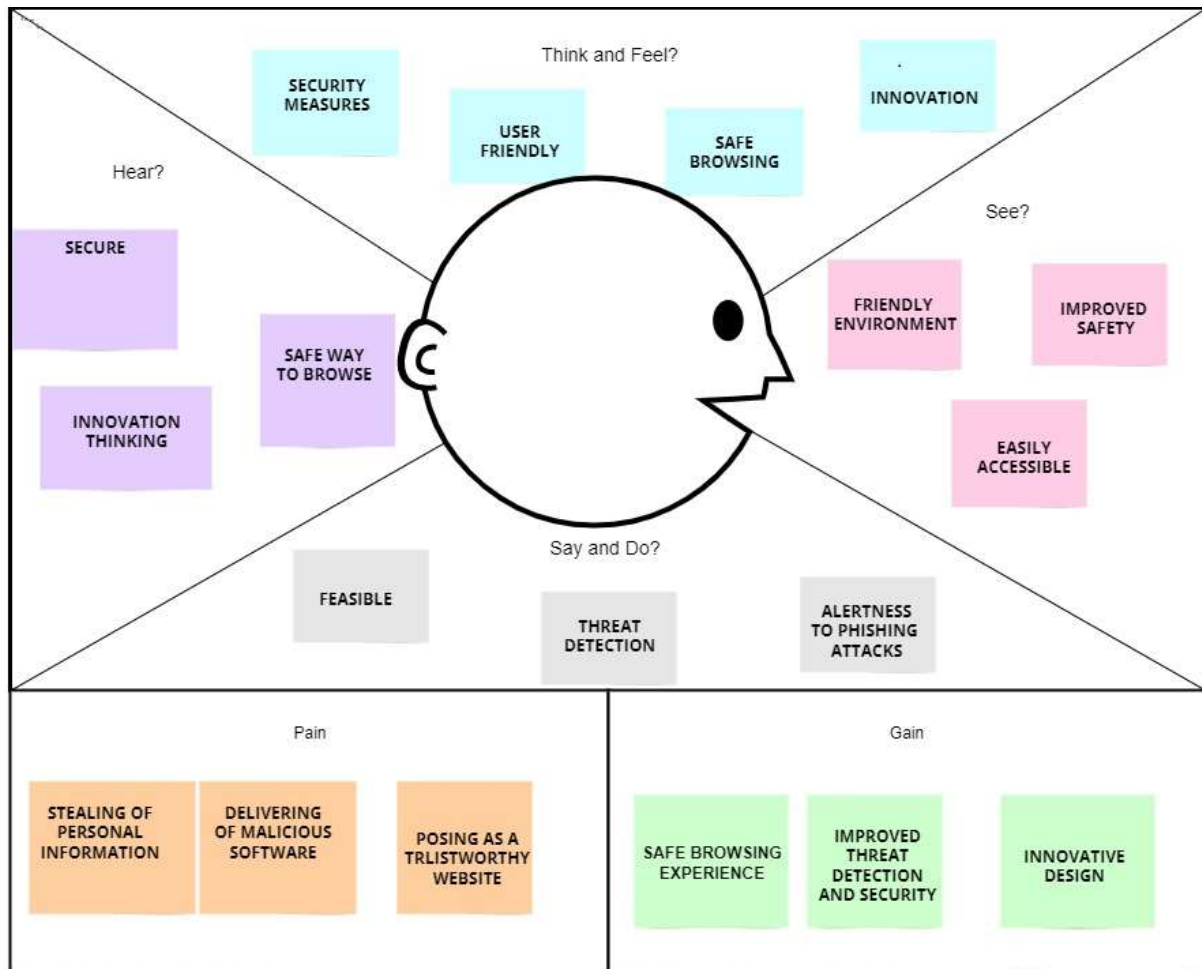 Think and Feel?
SECURITY
MEASURES
USER
FRIENDLY
SAFE
BROWSING
.
INNOVATION
Hear?
SECURE
SAFE WAY
TO BROWSE
INNOVATION
THINKING
See?
FRIENDLY
ENVIRONMENT
IMPROVED
SAFETY
EASILY
ACCESSIBLE
Say and Do?
FEASIBLE
THREAT
DETECTION
ALERTNESS
TO PHISHING
ATTACKS
Pain
STEALING OF
PERSONAL
INFORMATION
DELIVERING
OF MALICIOUS
SOFTWARE
POSING AS A
TRLISTWORTHY
WEBSITE
Gain
SAFE BROWSING
EXPERIENCE
IMPROVED
THREAT
DETECTION
AND SECURITY
INNOVATIVE
DESIGN